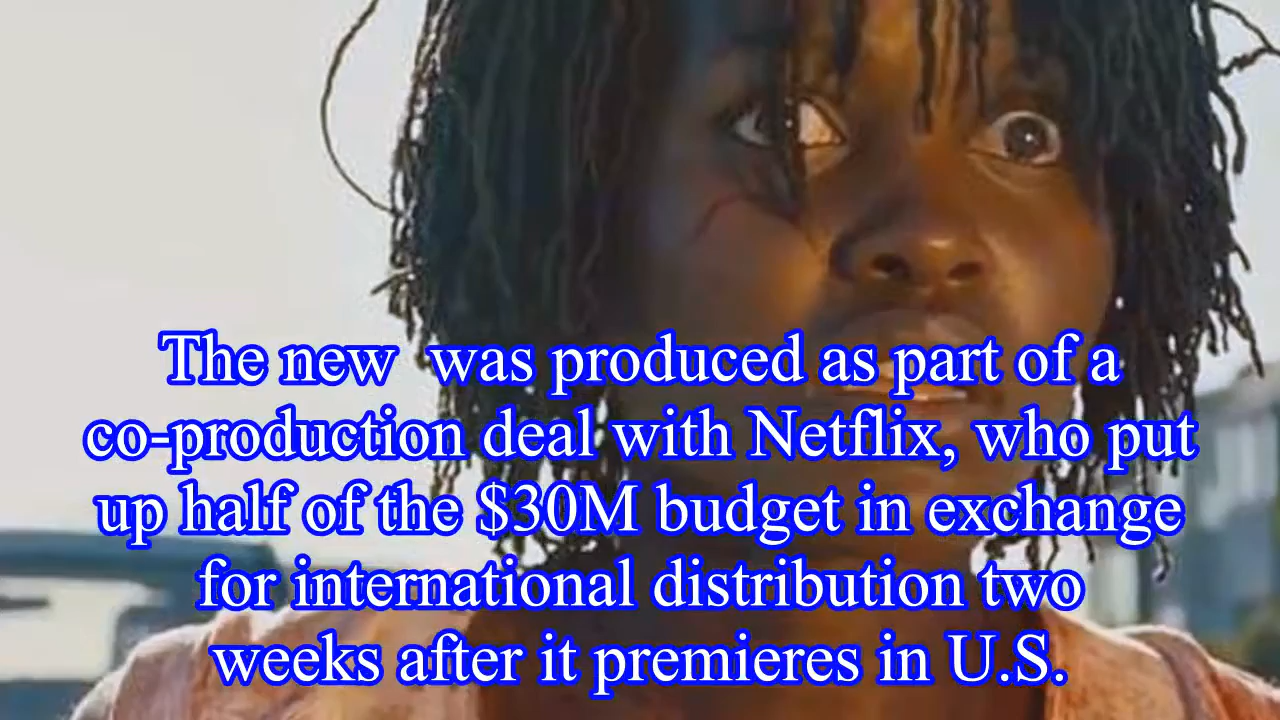 The new  was produced as part of a
co-production deal with Netflix, who put
up half of the $30M budget in exchange
for international distribution two
weeks after it premieres in U.S.